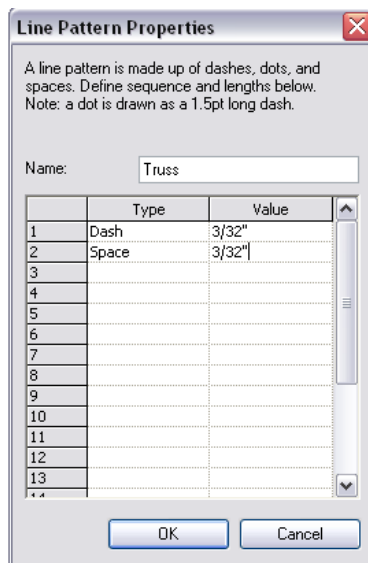 Line Pattern Properties
A line pattern is made up of dashes, dots, and
spaces. Define sequence and lengths below.
Note: a dot is drawn as a 1.5pt long dash.
Name: Truss
Type Value
1 Dash 3/32"
2 Space 3/32"
3
4
5
6
7
8
9
10
11
12
13
14
OK Cancel